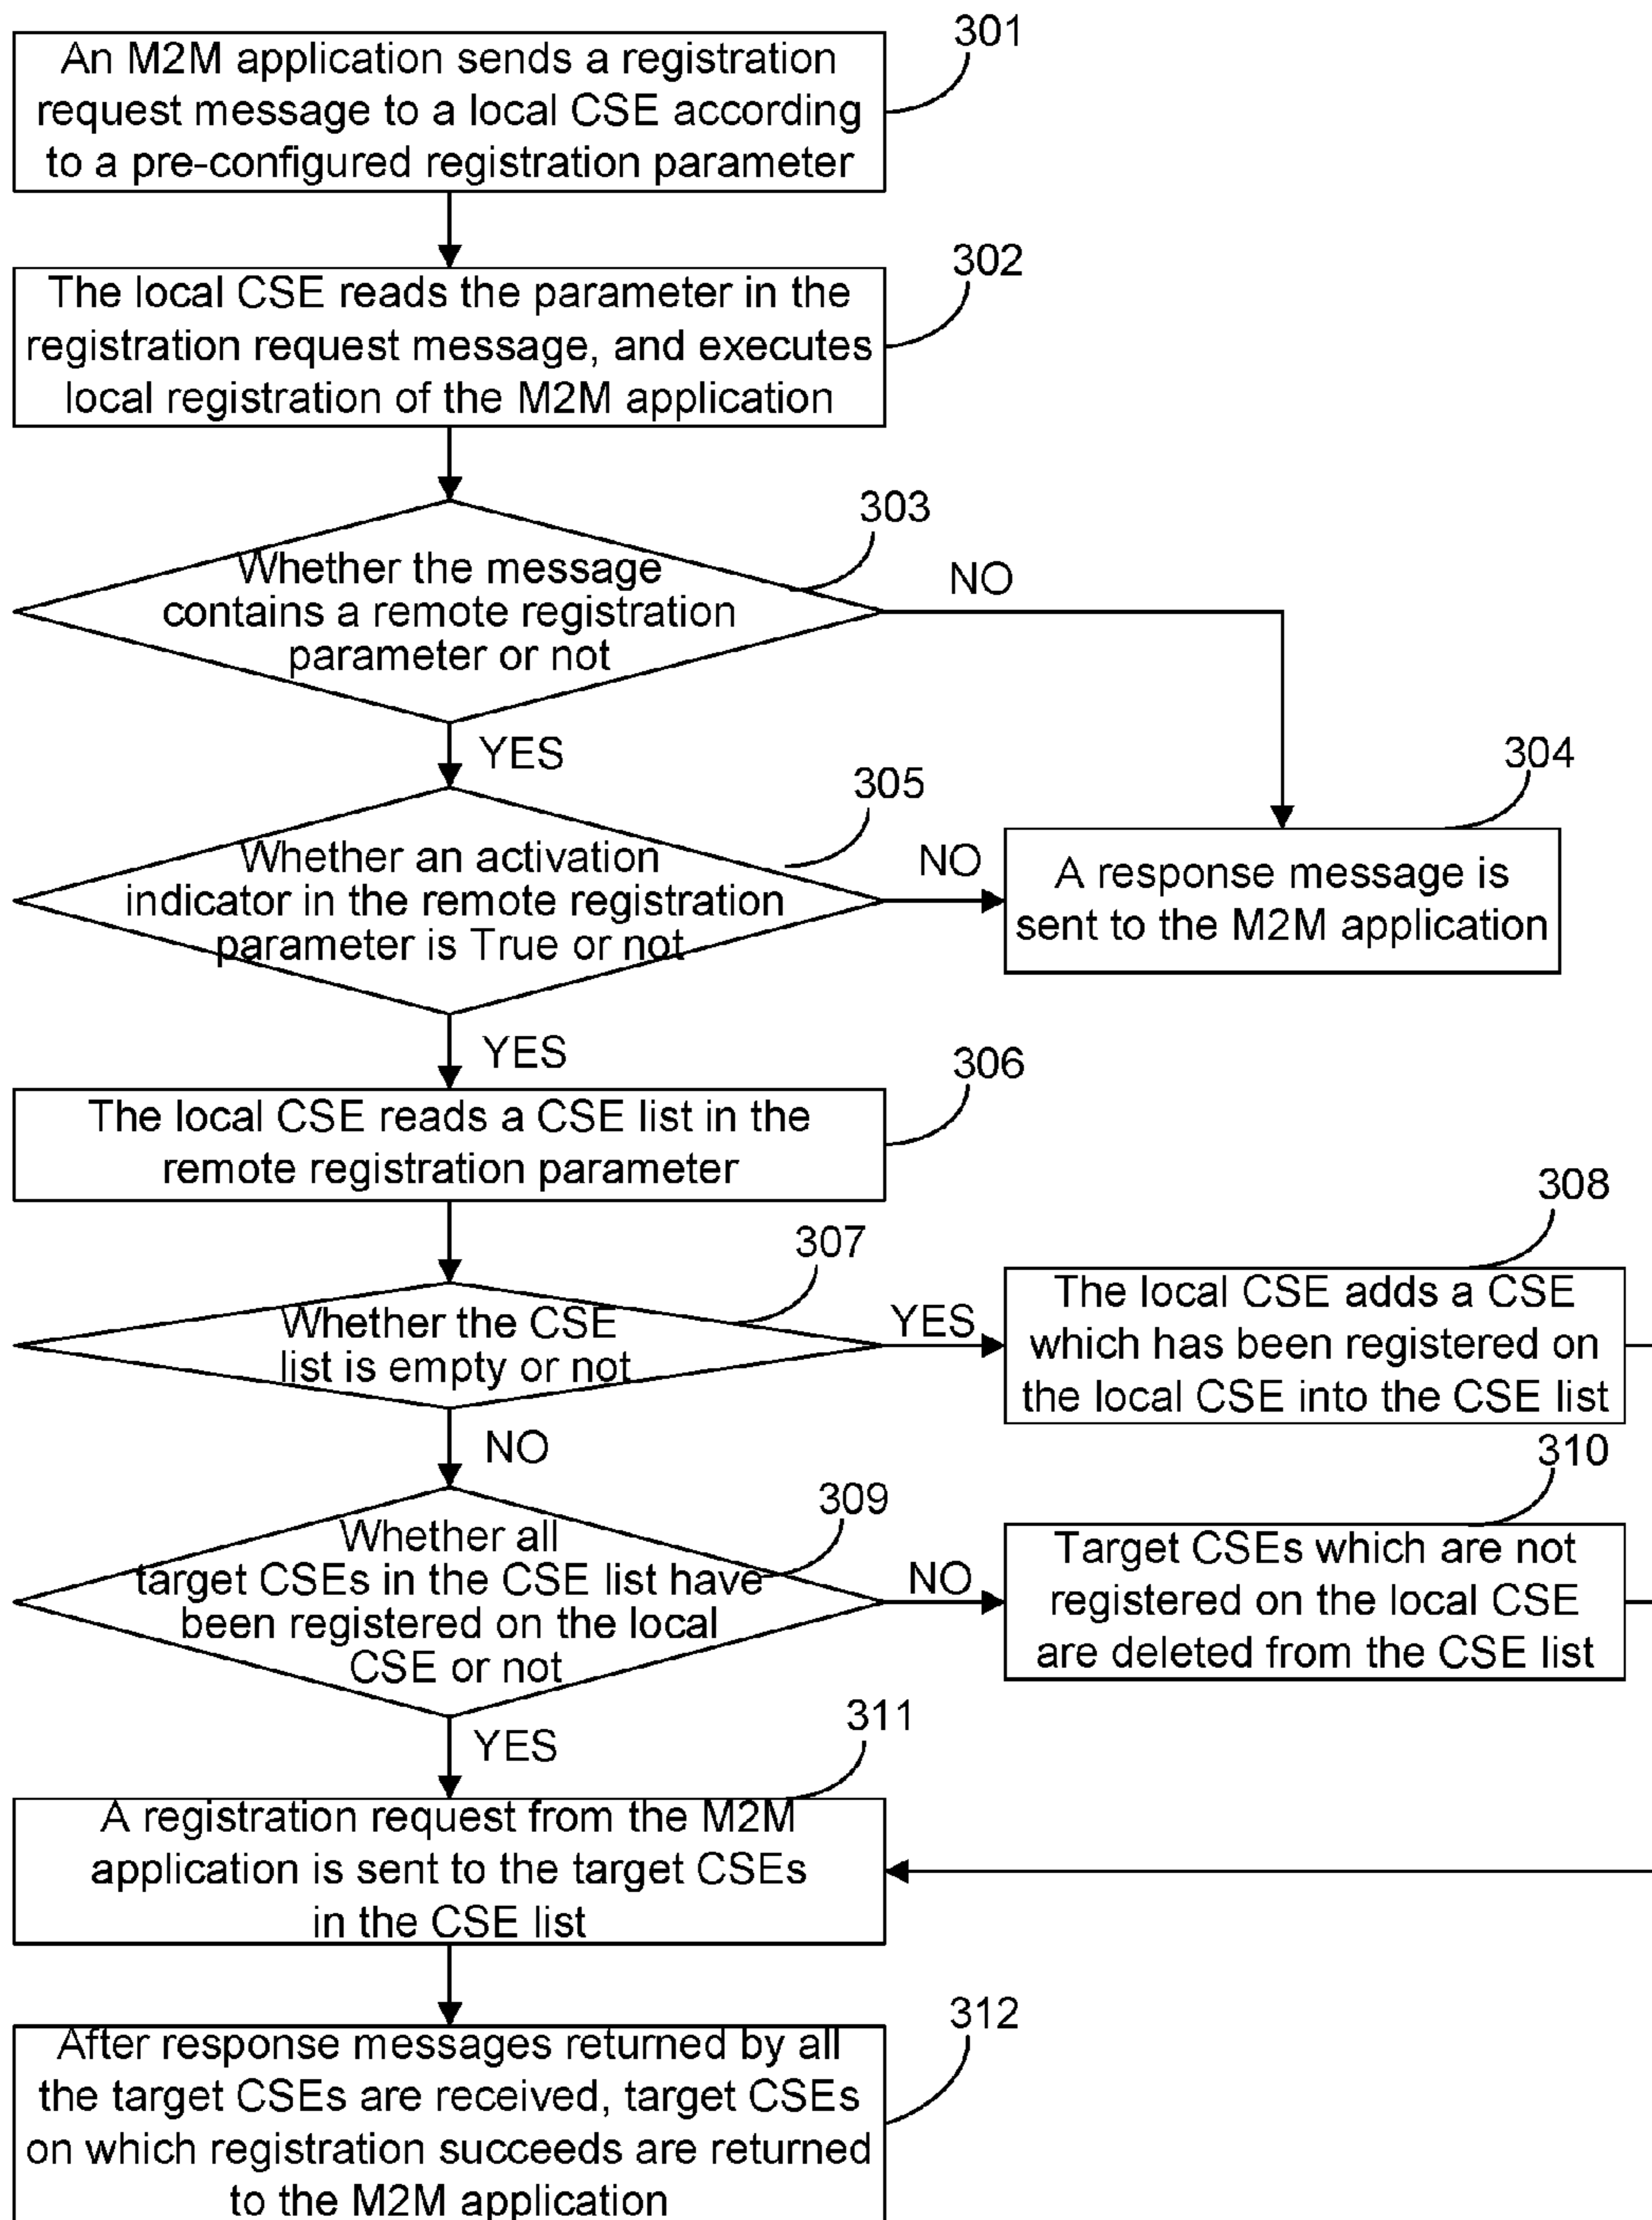 301
An M2M application sends a registration
request message to a local CSE according
to a pre-configured registration parameter
302
The local CSE reads the parameter in the
registration request message, and executes
local registration of the M2M application
303
Whether the message
contains a remote registration
parameter or not
NO
YES
304
305
Whether an activation
indicator in the remote registration
parameter is True or not
NO
A response message is
sent to the M2M application
YES
306
The local CSE reads a CSE list in the
remote registration parameter
307
Whether the CSE
list is empty or not
YES
308
The local CSE adds a CSE
which has been registered on
the local CSE into the CSE list
NO
309
Whether all
target CSEs in the CSE list have
been registered on the local
CSE or not
NO
310
Target CSEs which are not
registered on the local CSE
are deleted from the CSE list
YES
311
A registration request from the M2M
application is sent to the target CSEs
in the CSE list
312
After response messages returned by all
the target CSEs are received, target CSEs
on which registration succeeds are returned
to the M2M application